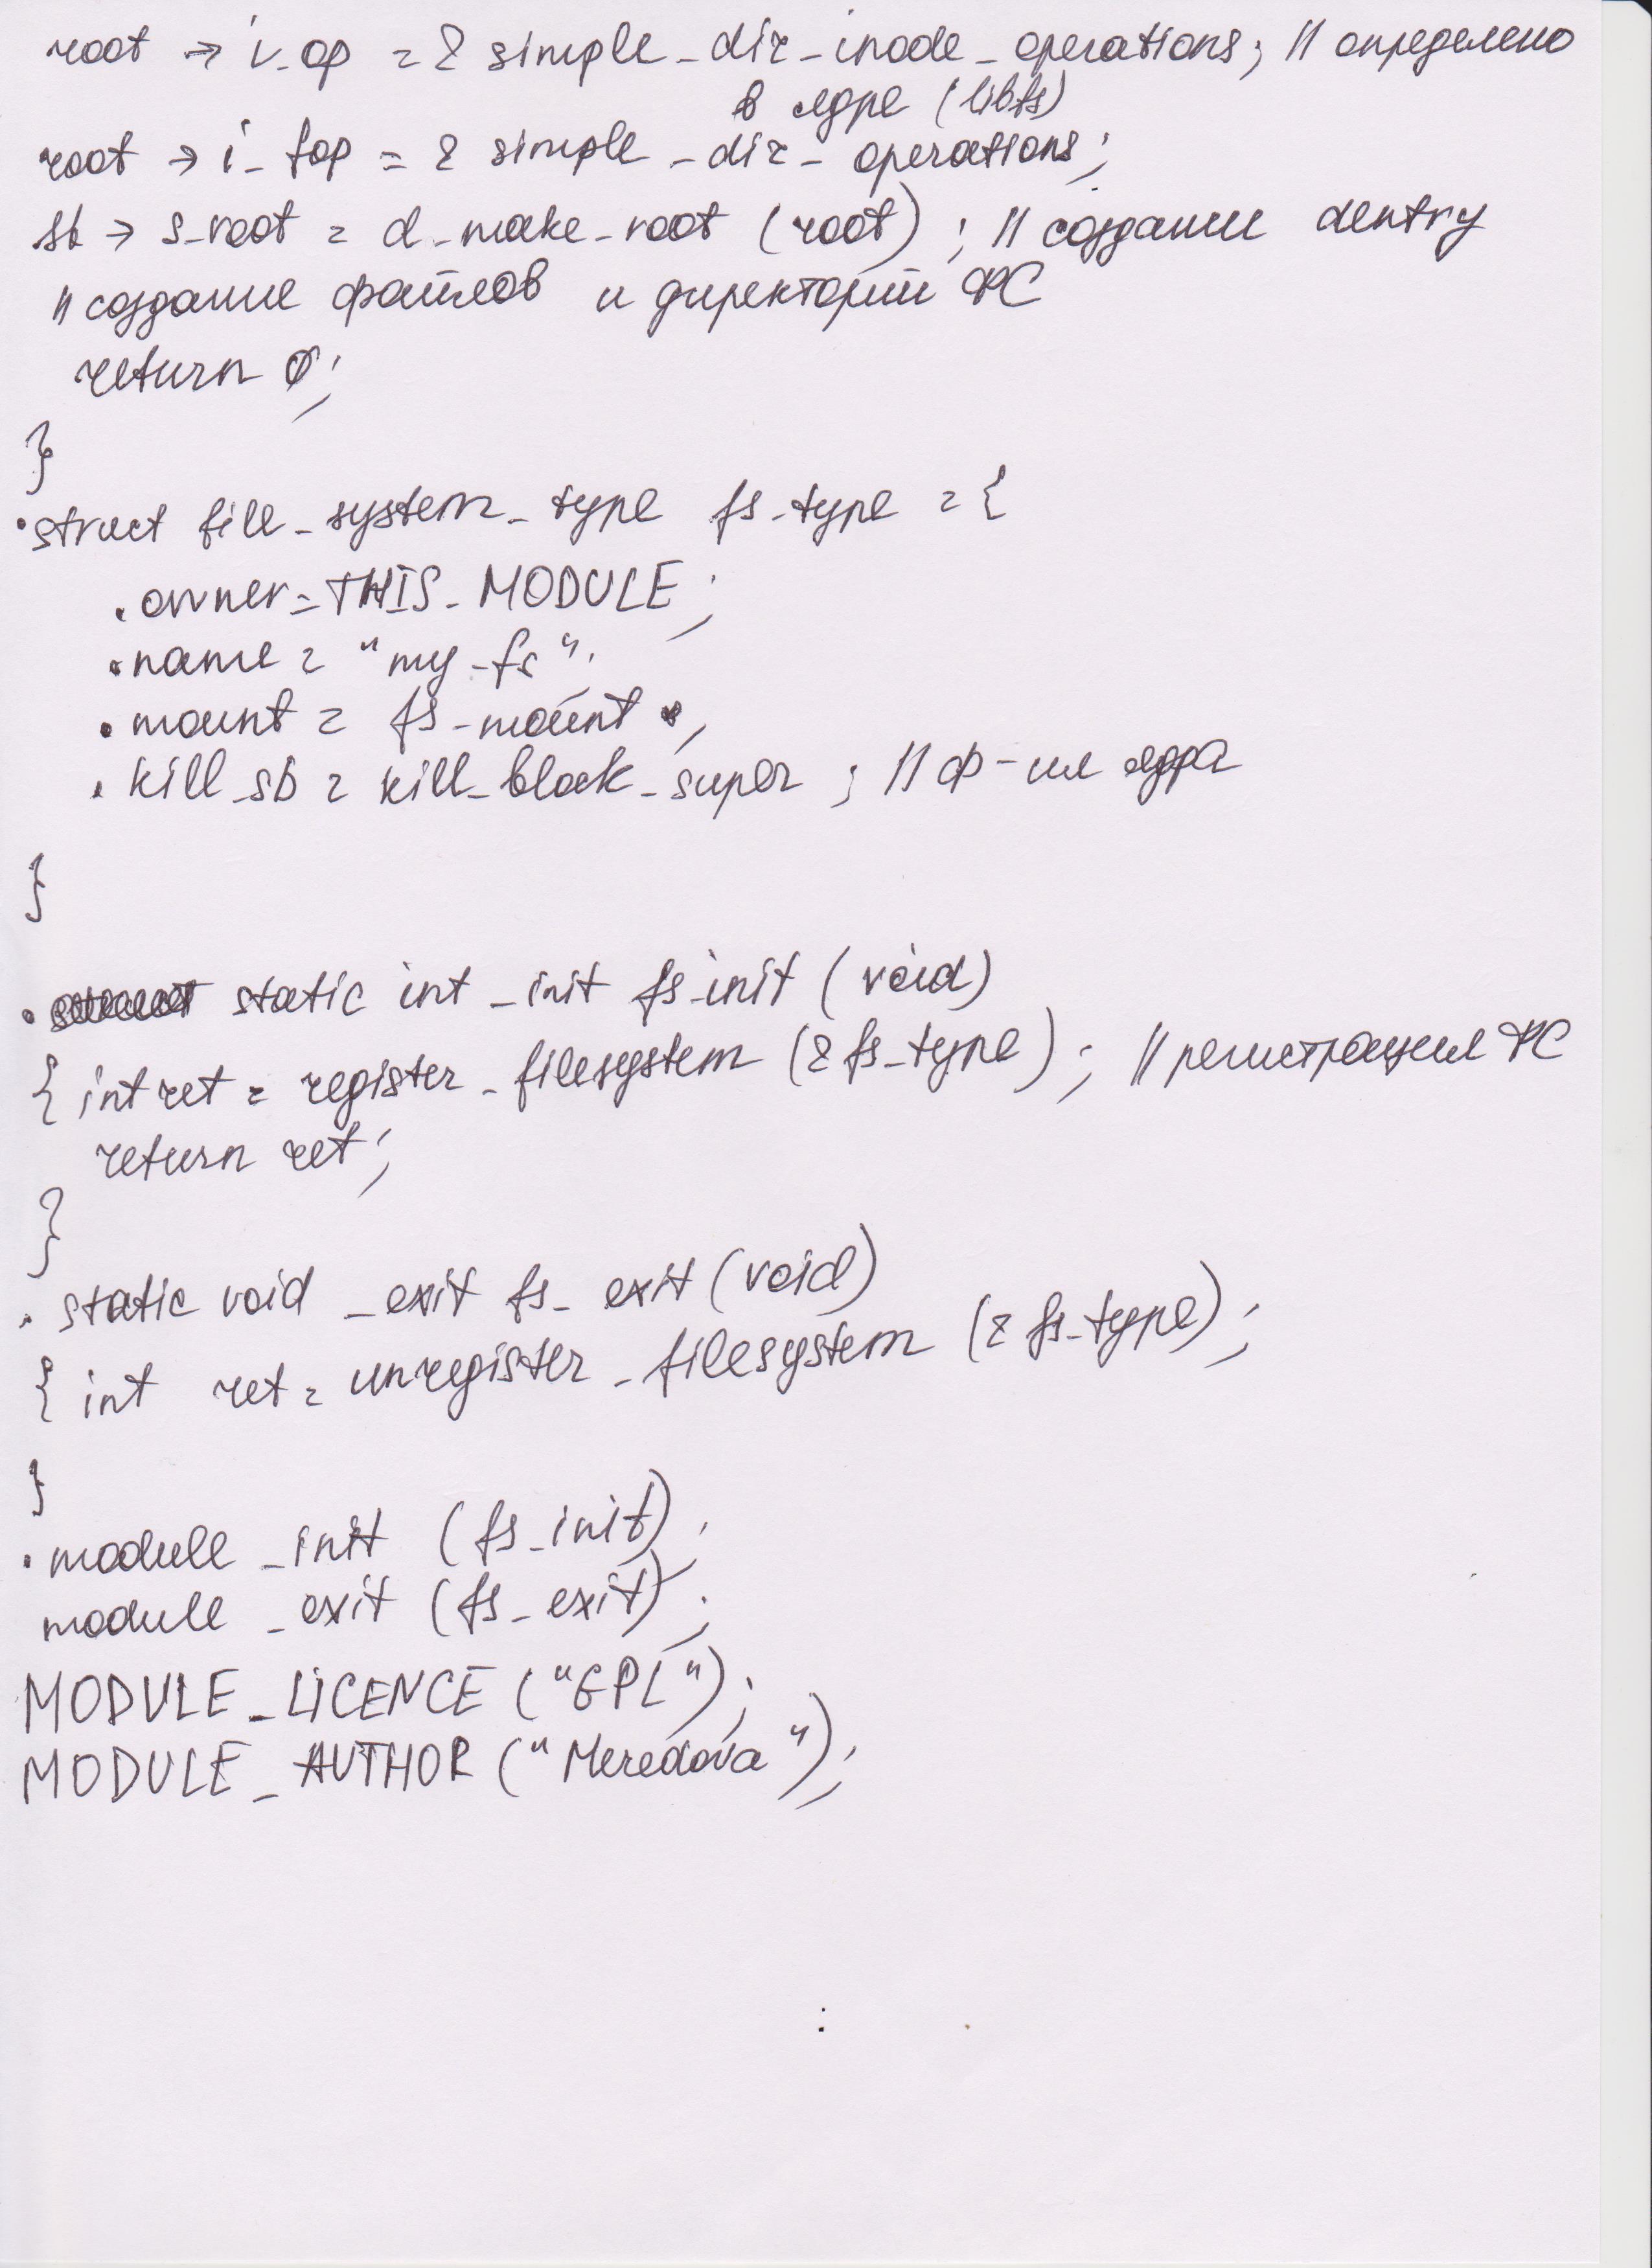 root → i_op = & simple_dir_inode_operations; // определено
в ядре (libfs)
root → i_fop = & simple_dir_operations;
sb → s_root = d_make_root (root); // создание dentry
// создание файлов и директорий ФС
return 0;
}
• struct file_system_type fs_type = {
.owner = THIS_MODULE;
.name = "my_fs";
.mount = fs_mount,
.kill_sb = kill_block_super; // ф-ия ядра
}
• static int _init fs_init (void)
{ int ret = register_filesystem (& fs_type); // регистрация ФС
return ret;
}
. static void _exit fs_exit (void)
{ int ret = unregister_filesystem (& fs_type);
}
• module_init (fs_init);
module_exit (fs_exit);
MODULE_LICENCE ("GPL");
MODULE_AUTHOR ("Meredova");